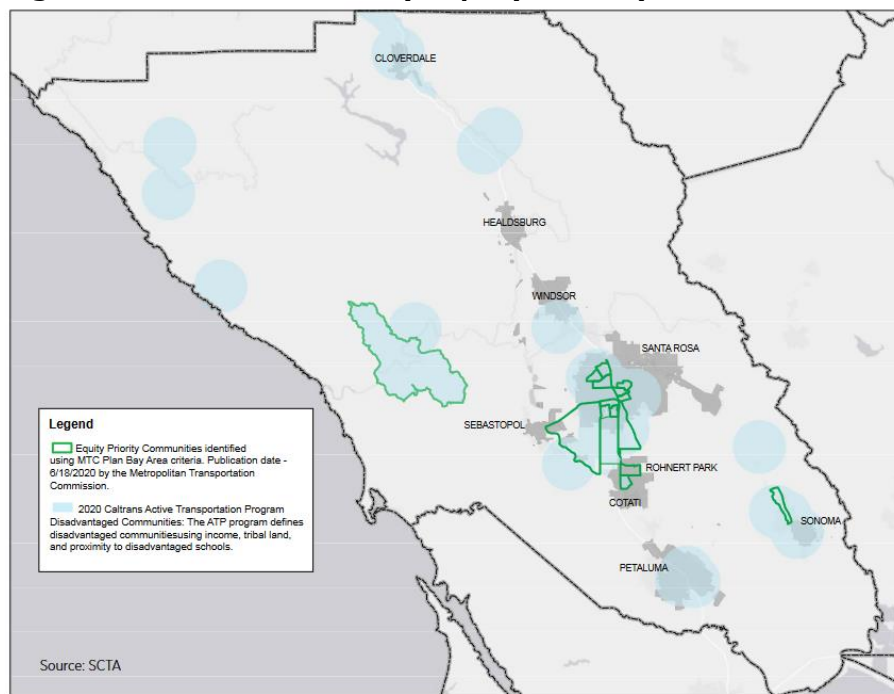 CLOVERDALE
HEALDSBURG
WINDSOR
SANTA ROSA
SEBASTOPOL
ROHNERT PARK
COTATI
SONOMA
PETALUMA
Legend
Equity Priority Communities identified
using MTC Plan Bay Area criteria. Publication date -
6/18/2020 by the Metropolitan Transportation
Commission.
2020 Caltrans Active Transportation Program
Disadvantaged Communities: The ATP program defines
disadvantaged communitiesusing income, tribal land,
and proximity to disadvantaged schools.
Source: SCTA